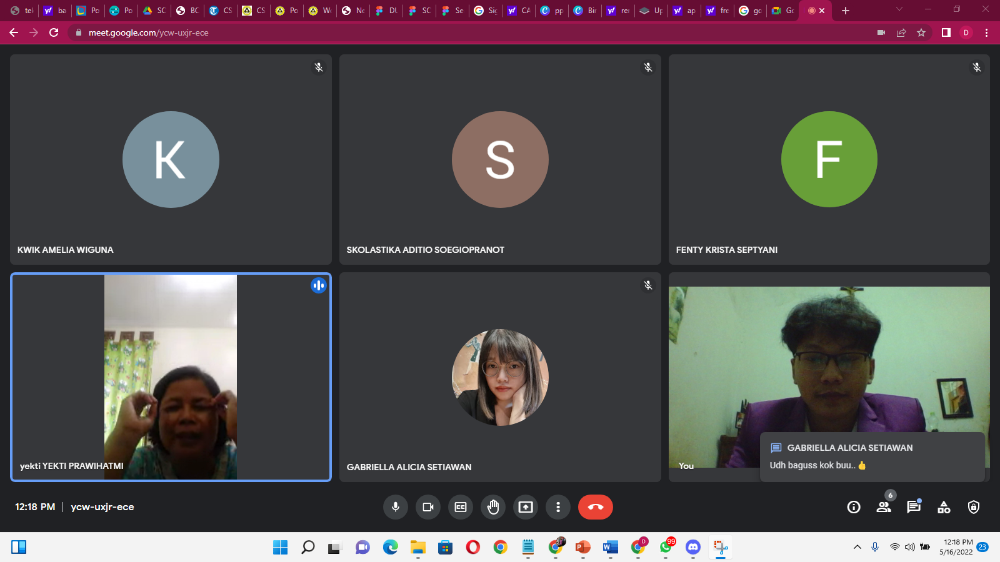 tel
ba
Po
Po
SC
BC
CS
CS
Po
We
Ne
DU
SC
Se
Sig
CA
pp
Bir
rei
Up
ap
fre
gc
Gc
meet.google.com/ycw-uxjr-ece
D
K
S
F
KWIK AMELIA WIGUNA
SKOLASTIKA ADITIO SOEGIOPRANOT
FENTY KRISTA SEPTYANI
yekti YEKTI PRAWIHATMI
GABRIELLA ALICIA SETIAWAN
You
GABRIELLA ALICIA SETIAWAN
Udh baguss kok buu.. 👍
12:18 PM | ycw-uxjr-ece
6
99
12:18 PM
5/16/2022
23